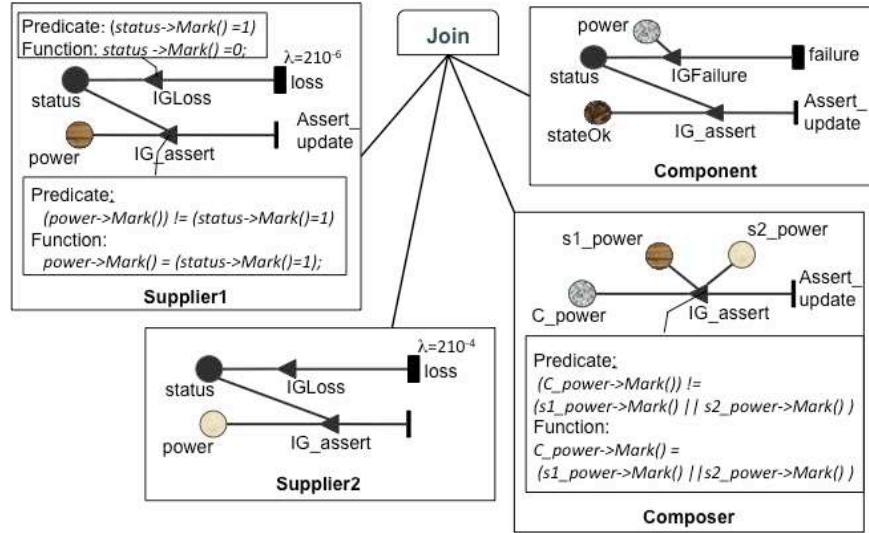 Join
Predicate: (status->Mark() =1)
Function: status ->Mark() =0;
λ=210-6
loss
IGLoss
status
Assert_
update
power
IG_assert
Predicate:
(power->Mark()) != (status->Mark()=1)
Function:
power->Mark() = (status->Mark()=1);
Supplier1
λ=210-4
status
IGLoss
loss
power
IG_assert
Supplier2
power
failure
status
IGFailure
Assert_
update
stateOk
IG_assert
Component
s1_power
s2_power
Assert_
update
C_power
IG_assert
Predicate:
(C_power->Mark()) !=
(s1_power->Mark() || s2_power->Mark() )
Function:
C_power->Mark() =
(s1_power->Mark() ||s2_power->Mark() )
Composer